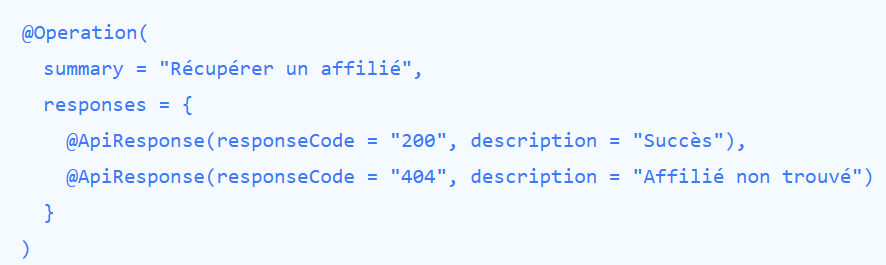 @Operation(
  summary = "Récupérer un affilié",
  responses = {
    @ApiResponse(responseCode = "200", description = "Succès"),
    @ApiResponse(responseCode = "404", description = "Affilié non trouvé")
  }
)